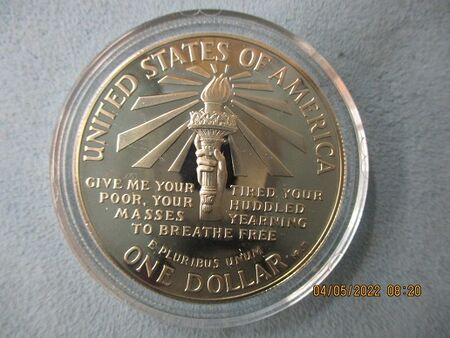 UNITED STATES OF AMERICA
GIVE ME YOUR TIRED YOUR
POOR, YOUR HUDDLED
MASSES YEARNING
TO BREATHE FREE
E PLURIBUS UNUM
ONE DOLLAR
04/05/2022 08:20